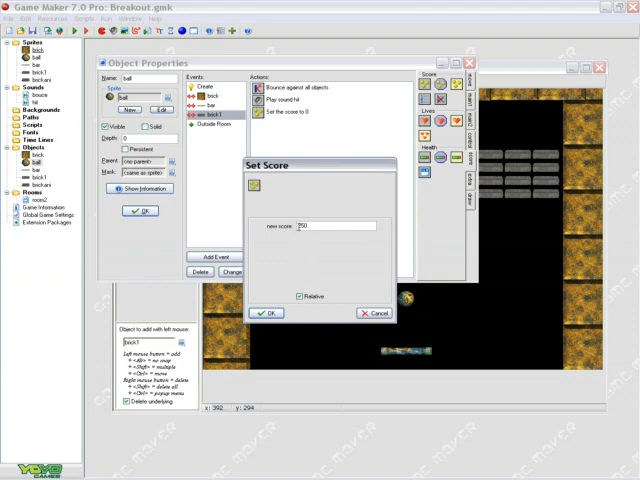 Game Maker 7.0 Pro: Breakout.gmk
File Edit Resources Scripts Run Window Help
Sprites
brick
ball
bar
brick1
brickani
Sounds
bouce
hit
Backgrounds
Paths
Scripts
Fonts
Time Lines
Objects
brick
ball
bar
brick1
brickani
Rooms
room2
Game Information
Global Game Settings
Extension Packages
YOYO
GAMES
Object Properties
Name: ball
Sprite
ball
New
Edit
Visible
Solid
Depth: 0
Persistent
Parent: <no parent>
Mask: <same as sprite>
Show Information
OK
Events:
Create
brick
bar
brick1
Outside Room
Add Event
Delete
Change
Actions:
Bounce against all objects
Play sound hit
Set the score to 0
Score
Lives
Health
move
main1
main2
control
score
extra
draw
Set Score
new score: 50
Relative
OK
Cancel
Object to add with left mouse:
brick1
Left mouse button = add
+ <Alt> = no snap
+ <Shift> = multiple
+ <Ctrl> = move
Right mouse button = delete
+ <Shift> = delete all
+ <Ctrl> = popup menu
Delete underlying
x: 392 y: 294